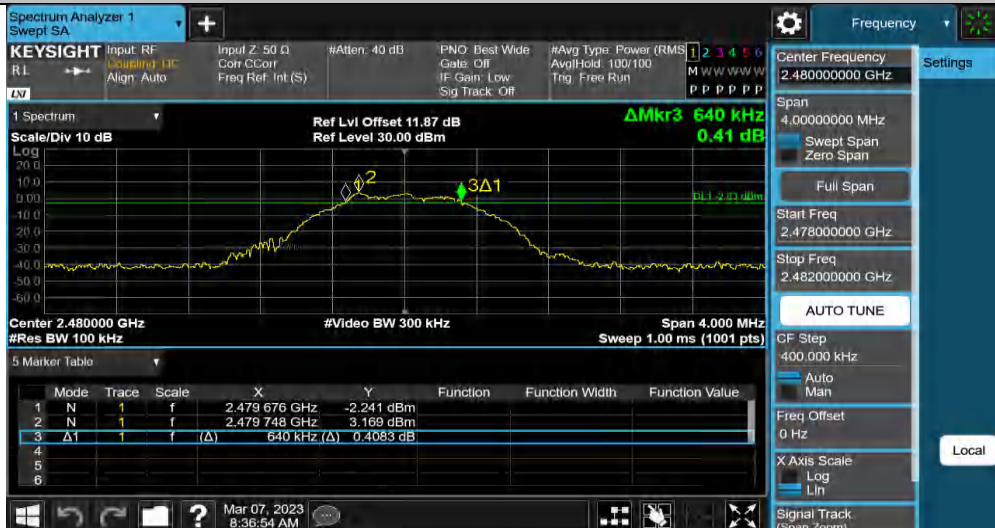 Spectrum Analyzer 1
Swept SA
Frequency
KEYSIGHT
RL
LXI
Input: RF
Coupling: DC
Align: Auto
Input Z: 50 Ω
Corr CCorr
Freq Ref: Int (S)
#Atten: 40 dB
PNO: Best Wide
Gate: Off
IF Gain: Low
Sig Track: Off
#Avg Type: Power (RMS
Avg|Hold: 100/100
Trig: Free Run
1 2 3 4 5 6
M W W W W W
P P P P P P
1 Spectrum
Scale/Div 10 dB
Ref Lvl Offset 11.87 dB
Ref Level 30.00 dBm
ΔMkr3 640 kHz
0.41 dB
Log
20.0
10.0
0.00
-10.0
-20.0
-30.0
-40.0
-50.0
-60.0
2
3Δ1
Center 2.480000 GHz
#Res BW 100 kHz
#Video BW 300 kHz
Span 4.000 MHz
Sweep 1.00 ms (1001 pts)
5 Marker Table
Mode Trace Scale X Y Function Function Width Function Value
1 N 1 f 2.479 676 GHz -2.241 dBm
2 N 1 f 2.479 748 GHz 3.169 dBm
3 Δ1 1 f (Δ) 640 kHz (Δ) 0.4083 dB
4
5
6
Mar 07, 2023
8:36:54 AM
Center Frequency
2.480000000 GHz
Span
4.00000000 MHz
Swept Span
Zero Span
Full Span
Start Freq
2.478000000 GHz
Stop Freq
2.482000000 GHz
AUTO TUNE
CF Step
400.000 kHz
Auto
Man
Freq Offset
0 Hz
X Axis Scale
Log
Lin
Signal Track
(Span Zoom)
Settings
Local